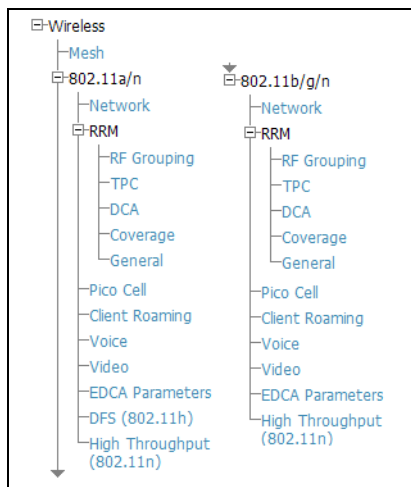 Wireless
Mesh
802.11a/n
Network
RRM
RF Grouping
TPC
DCA
Coverage
General
Pico Cell
Client Roaming
Voice
Video
EDCA Parameters
DFS (802.11h)
High Throughput
(802.11n)
802.11b/g/n
Network
RRM
RF Grouping
TPC
DCA
Coverage
General
Pico Cell
Client Roaming
Voice
Video
EDCA Parameters
High Throughput
(802.11n)